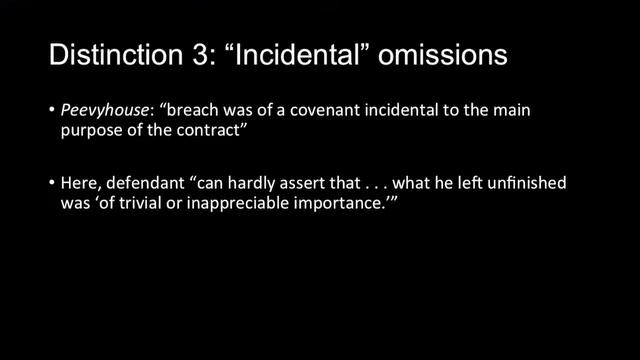 Distinction 3: “Incidental” omissions
• Peevyhouse: “breach was of a covenant incidental to the main
purpose of the contract”
• Here, defendant “can hardly assert that . . . what he left unfinished
was ‘of trivial or inappreciable importance.’”